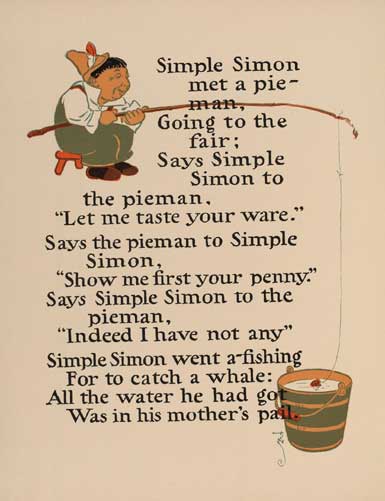 Simple Simon
met a pie-
man,
Going to the
fair;
Says Simple
Simon to
the pieman,
"Let me taste your ware."
Says the pieman to Simple
Simon,
"Show me first your penny."
Says Simple Simon to the
pieman,
"Indeed I have not any"
Simple Simon went a-fishing
For to catch a whale:
All the water he had got
Was in his mother's pail.